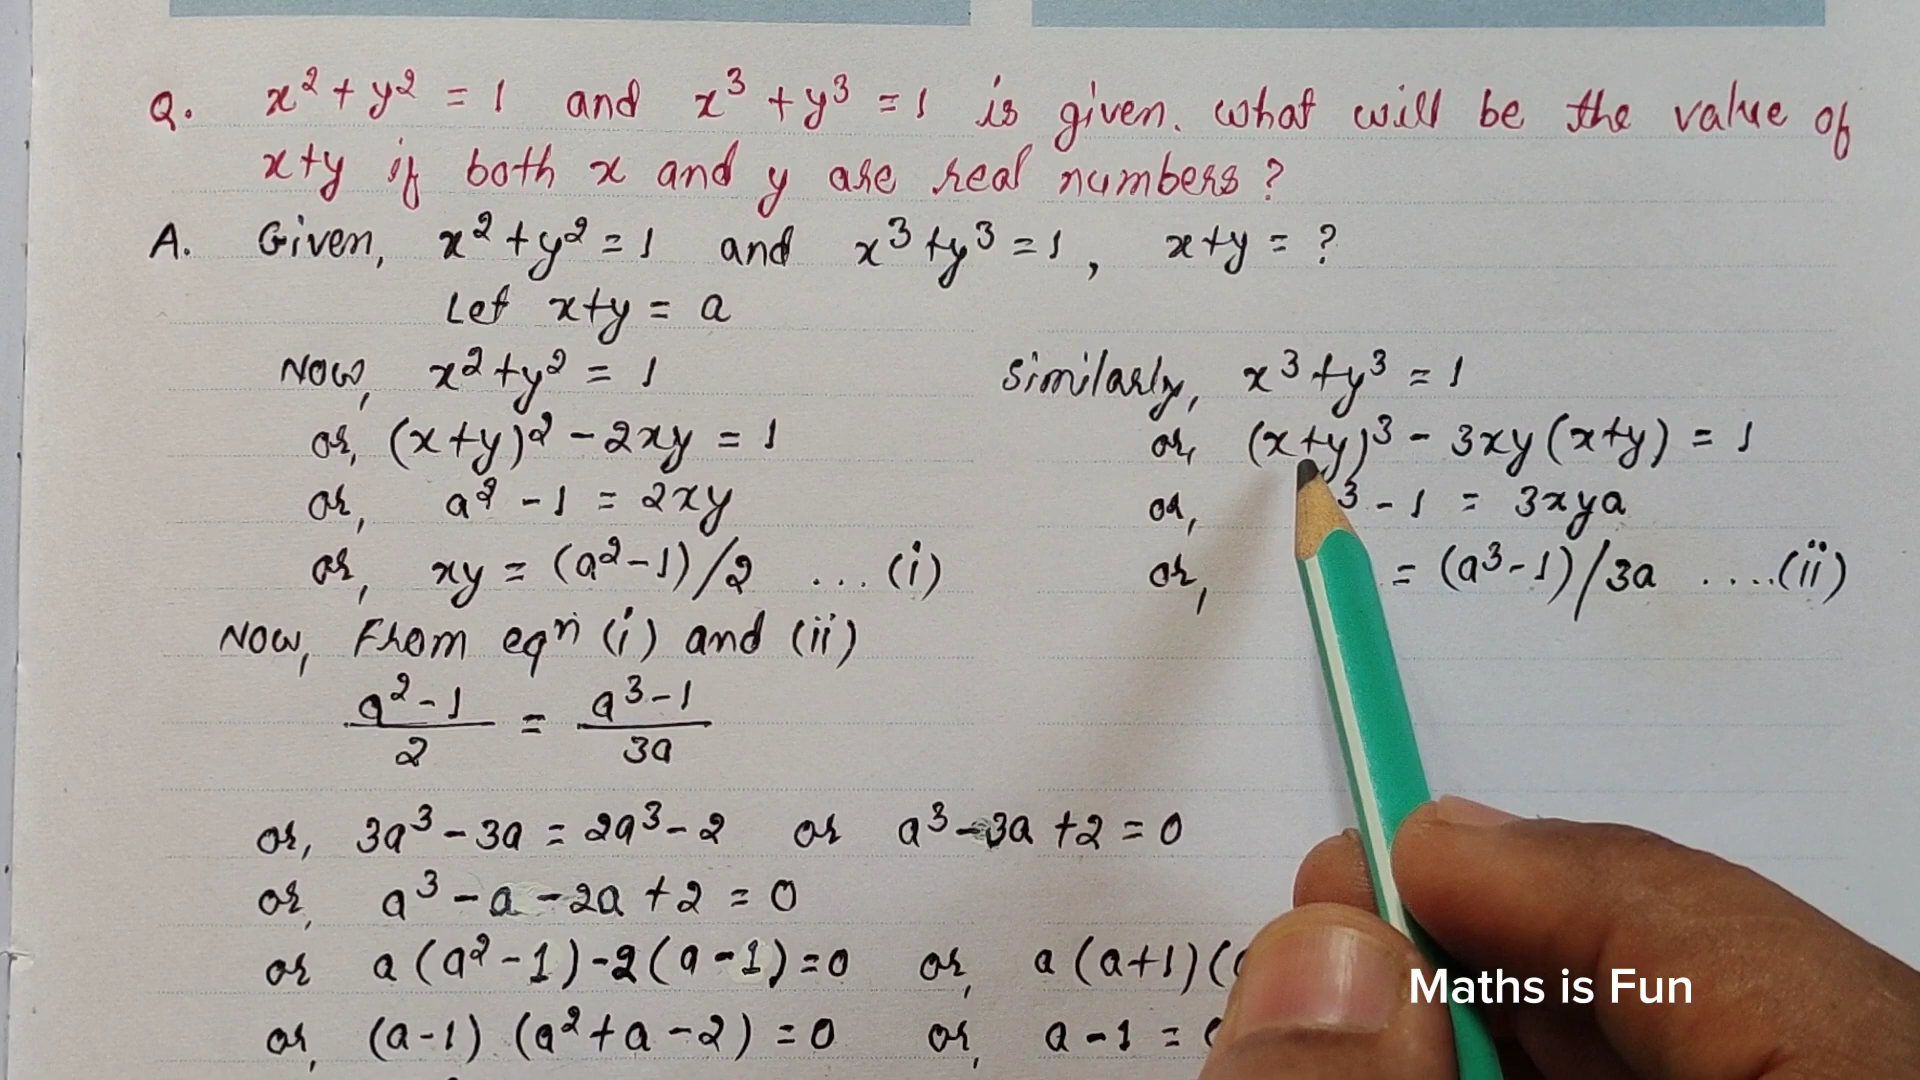 Q. x² + y² = 1 and x³ + y³ = 1 is given. What will be the value of
x+y if both x and y are real numbers?
A. Given, x² + y² = 1 and x³ + y³ = 1, x+y = ?
Let x+y = a
Now, x² + y² = 1
or, (x+y)² - 2xy = 1
or, a² - 1 = 2xy
or, xy = (a²-1)/2 ... (i)
Similarly, x³ + y³ = 1
or, (x+y)³ - 3xy(x+y) = 1
or, ³ - 1 = 3xya
or, = (a³-1)/3a ....(ii)
Now, From eqⁿ (i) and (ii)
a² - 1 / 2 = a³ - 1 / 3a
or, 3a³ - 3a = 2a³ - 2 or a³ - 3a + 2 = 0
or, a³ - a - 2a + 2 = 0
or a(a²-1) - 2(a-1) = 0 or, a(a+1)(
or, (a-1) (a² + a - 2) = 0 or, a - 1 =
Maths is Fun